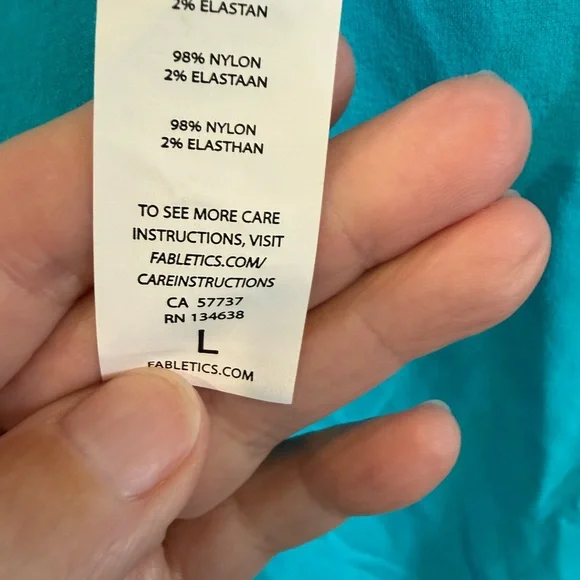 2% ELASTAN
98% NYLON
2% ELASTAAN
98% NYLON
2% ELASTHAN
TO SEE MORE CARE
INSTRUCTIONS, VISIT
FABLETICS.COM/
CAREINSTRUCTIONS
CA 57737
RN 134638
L
FABLETICS.COM